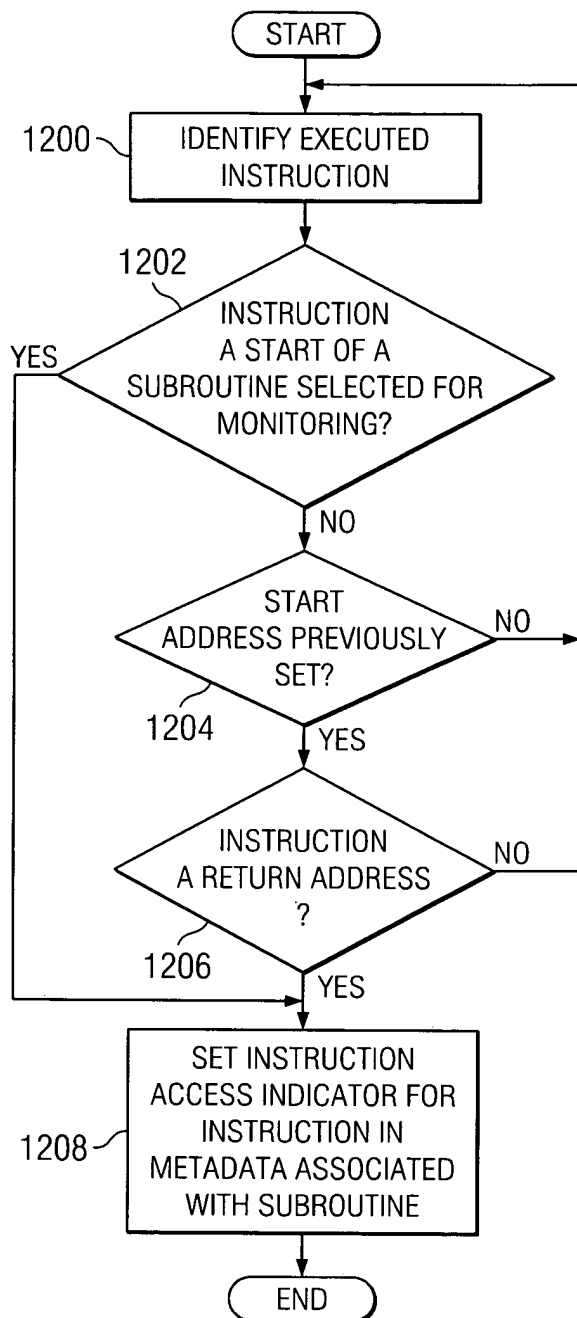 START
1200
IDENTIFY EXECUTED
INSTRUCTION
1202
INSTRUCTION
A START OF A
SUBROUTINE SELECTED FOR
MONITORING?
YES
NO
START
ADDRESS PREVIOUSLY
SET?
NO
1204
YES
INSTRUCTION
A RETURN ADDRESS
?
NO
1206
YES
SET INSTRUCTION
ACCESS INDICATOR FOR
INSTRUCTION IN
METADATA ASSOCIATED
WITH SUBROUTINE
1208
END